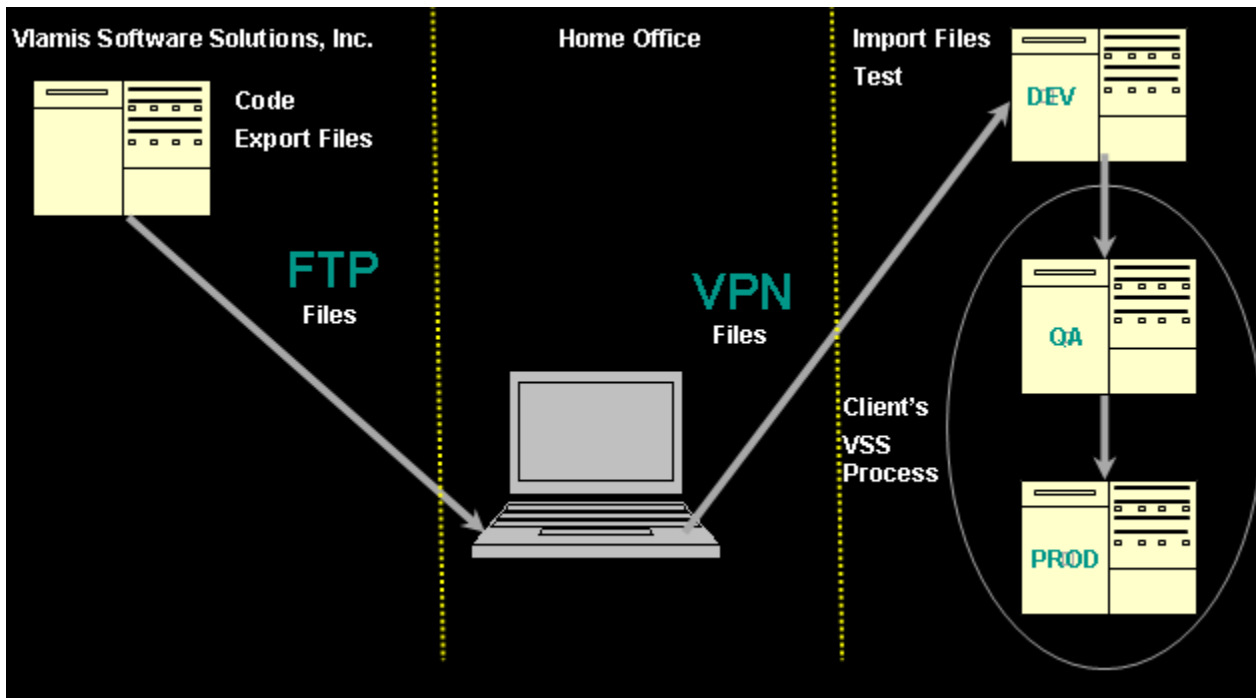 Vlamis Software Solutions, Inc.
Code
Export Files
FTP
Files
Home Office
VPN
Files
Import Files
Test
DEV
QA
PROD
Client's
VSS
Process